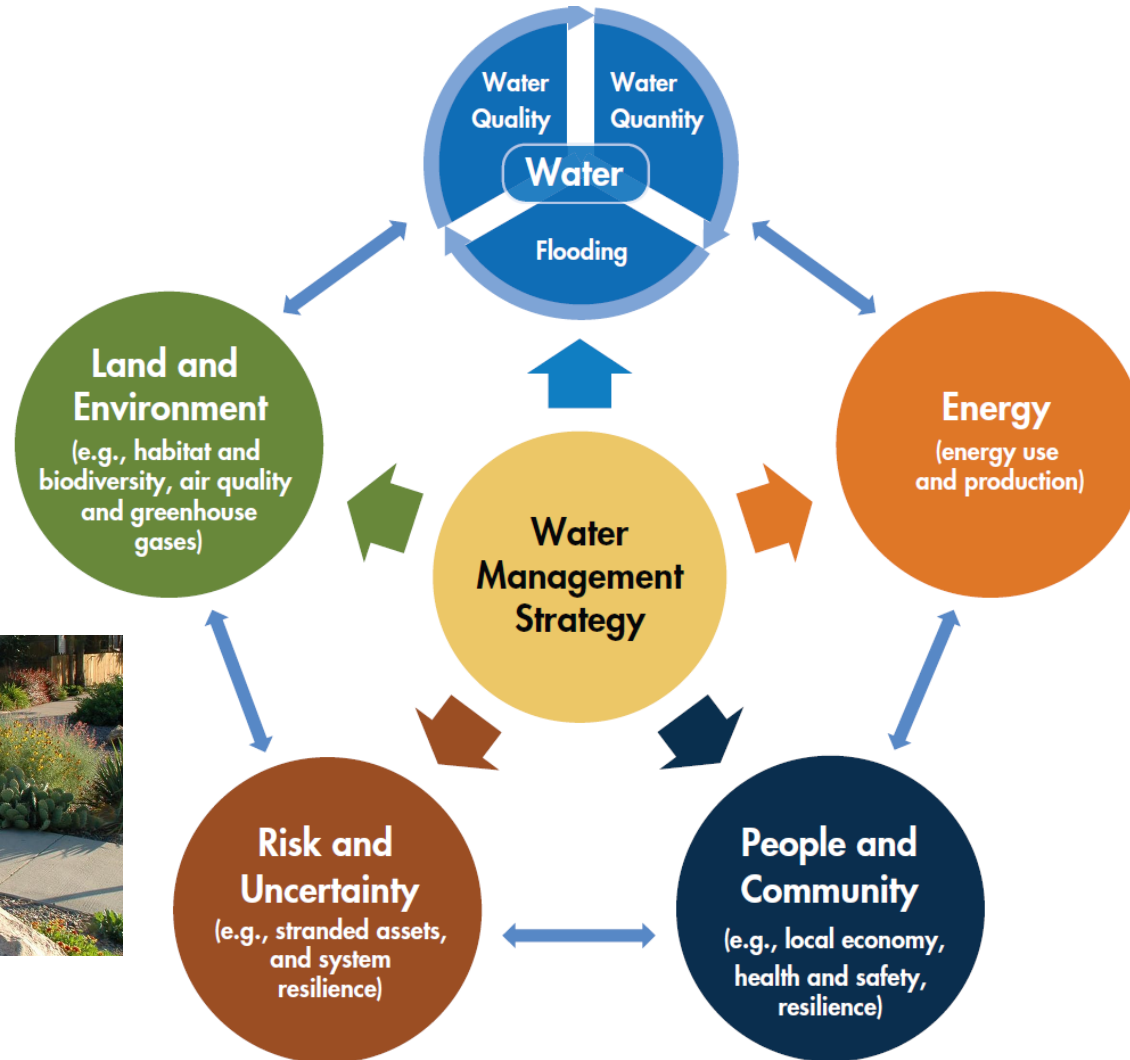 Water
Quality
Water
Quantity
Water
Flooding
Land and
Environment
(e.g., habitat and
biodiversity, air quality
and greenhouse
gases)
Energy
(energy use
and production)
Water
Management
Strategy
Risk and
Uncertainty
(e.g., stranded assets,
and system
resilience)
People and
Community
(e.g., local economy,
health and safety,
resilience)